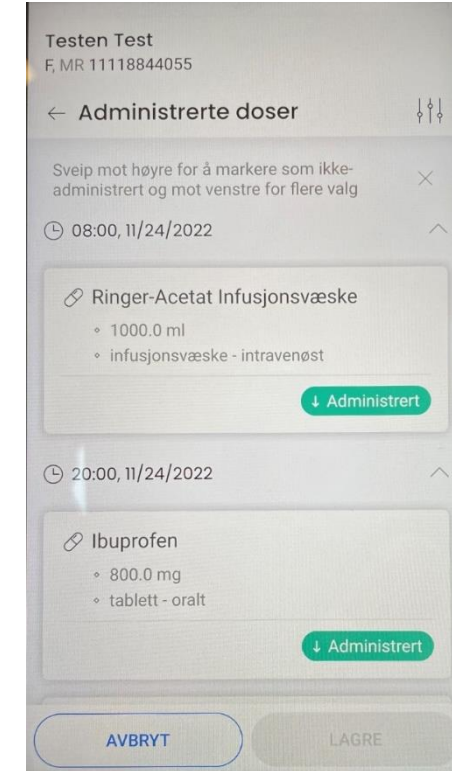 Testen Test
F, MR 11118844055
← Administrerte doser
Sveip mot høyre for å markere som ikke-
administrert og mot venstre for flere valg
08:00, 11/24/2022
Ringer-Acetat Infusjonsvæske
1000.0 ml
infusjonsvæske - intravenøst
↓ Administrert
20:00, 11/24/2022
Ibuprofen
800.0 mg
tablett - oralt
↓ Administrert
AVBRYT
LAGRE